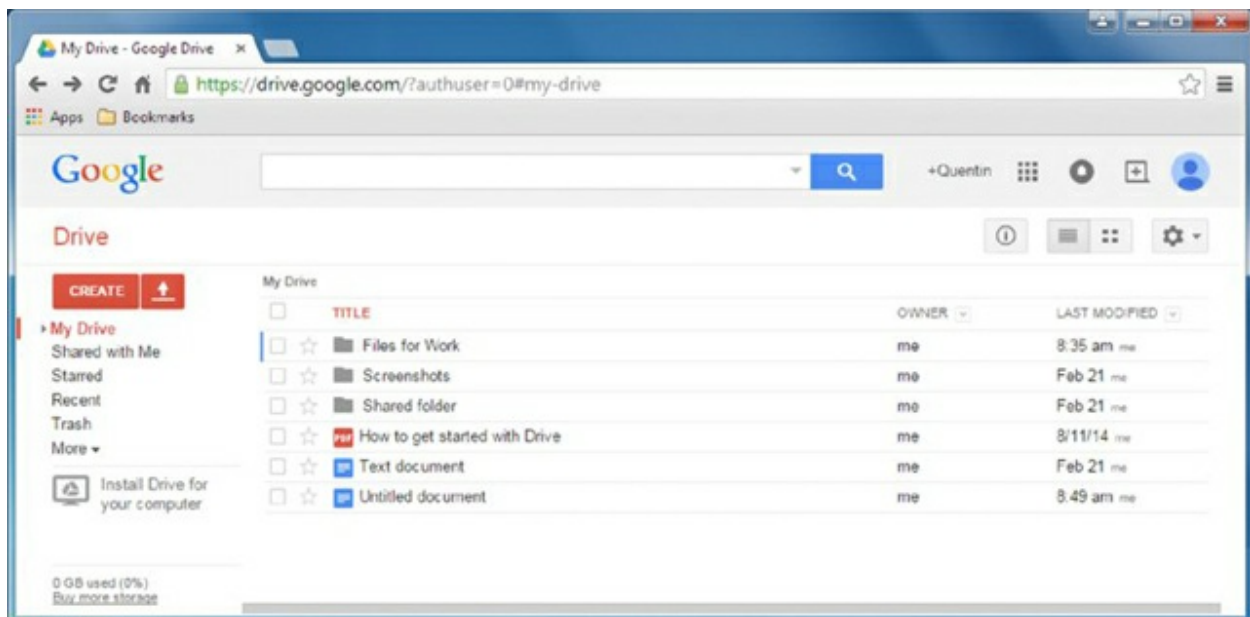 My Drive - Google Drive
https://drive.google.com/?authuser=0#my-drive
Apps Bookmarks
Google +Quentin
Drive
CREATE
My Drive
TITLE OWNER LAST MODIFIED
My Drive
Shared with Me
Starred
Recent
Trash
More
Install Drive for
your computer
0 GB used (0%)
Buy more storage
Files for Work me 8:35 am me
Screenshots me Feb 21 me
Shared folder me Feb 21 me
PDF How to get started with Drive me 8/11/14 me
Text document me Feb 21 me
Untitled document me 8:49 am me